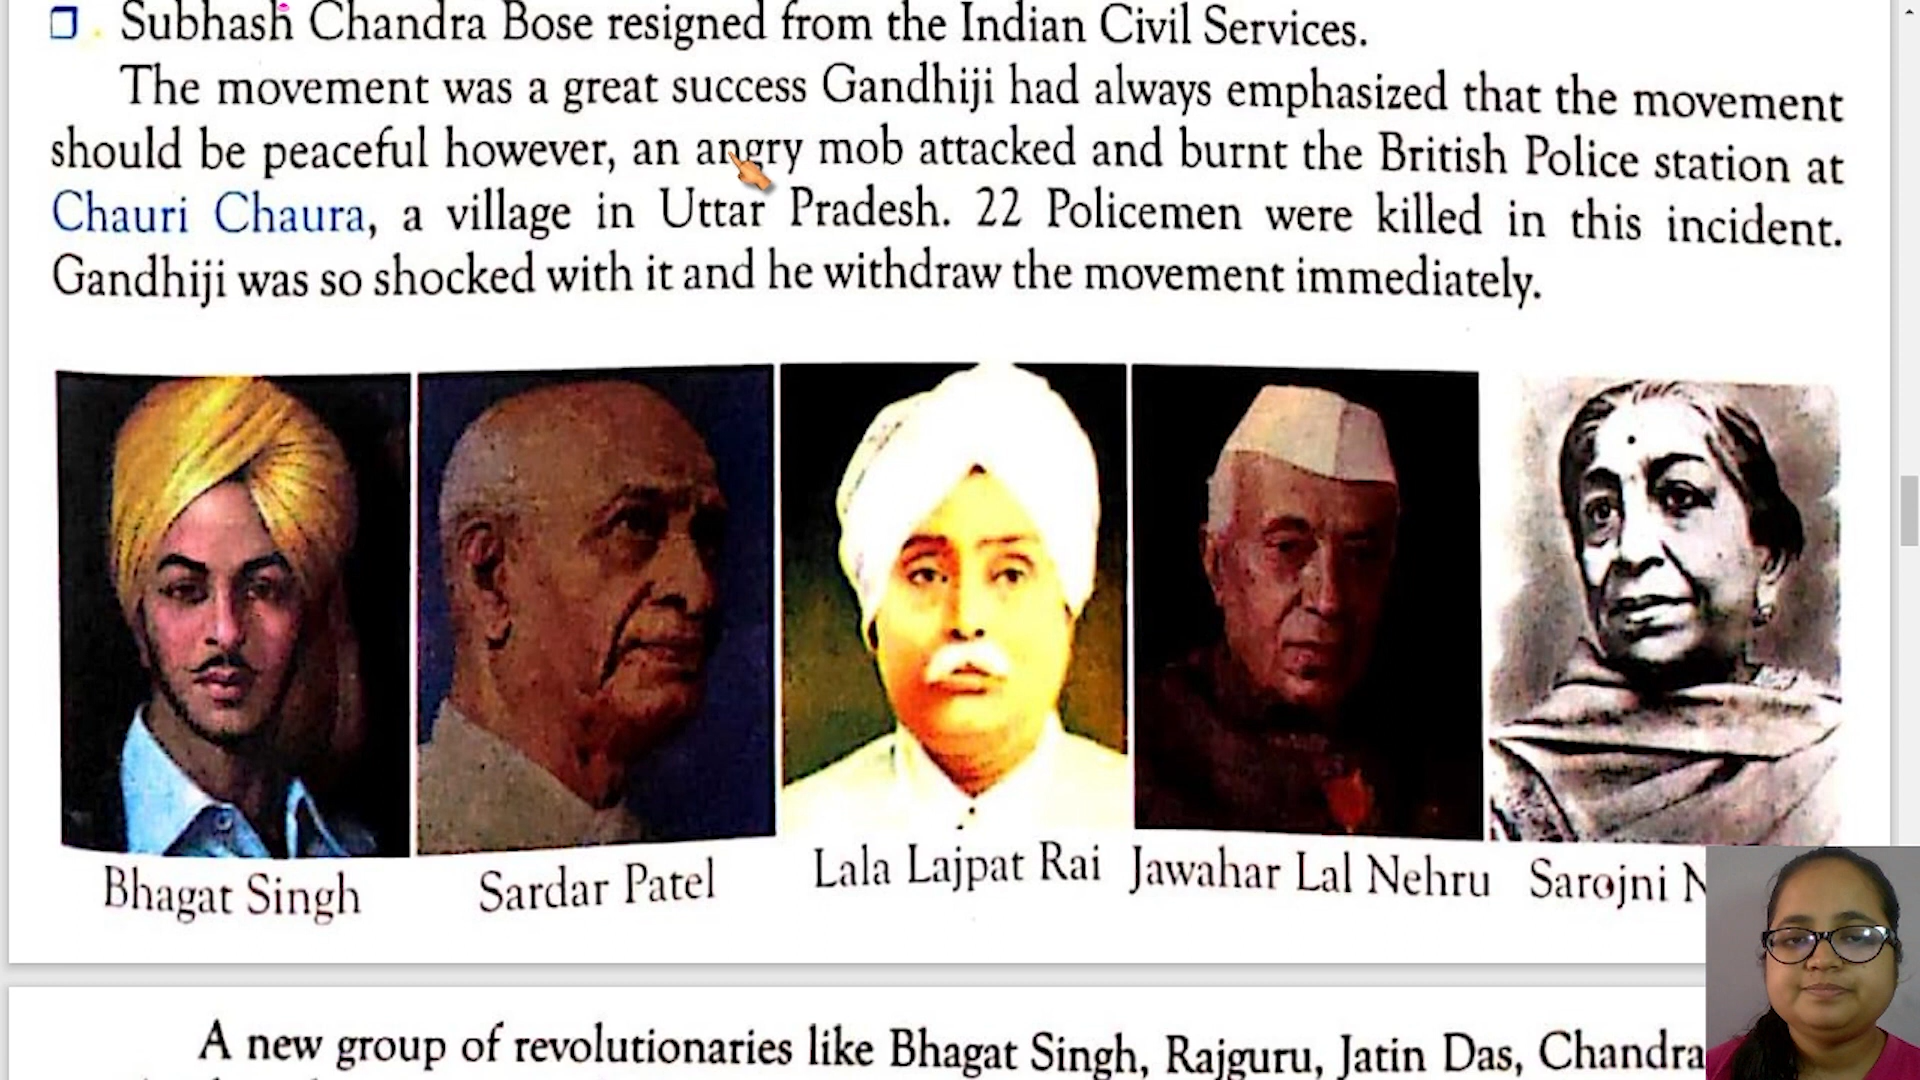 Subhash Chandra Bose resigned from the Indian Civil Services.
The movement was a great success Gandhiji had always emphasized that the movement
should be peaceful however, an angry mob attacked and burnt the British Police station at
Chauri Chaura, a village in Uttar Pradesh. 22 Policemen were killed in this incident.
Gandhiji was so shocked with it and he withdraw the movement immediately.
Bhagat Singh
Sardar Patel
Lala Lajpat Rai
Jawahar Lal Nehru
Sarojni N
A new group of revolutionaries like Bhagat Singh, Rajguru, Jatin Das, Chandra